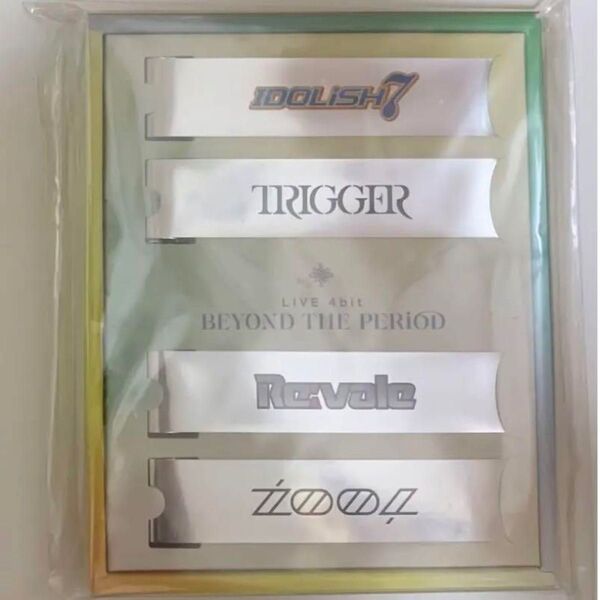 IDOLiSH7
TRIGGER
LIVE 4bit
BEYOND THE PERiOD
Re:vale
ŹOOĻ